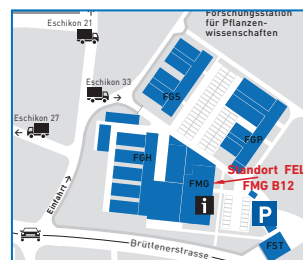 Forschungsstation
für Pflanzen-
wissenschaften
Eschikon 21
Eschikon 33
Eschikon 27
FGS
FGP
FGH
FMG
Standort FEL
FMG B12
i
P
Einfahrt
FST
Brüttenerstrasse